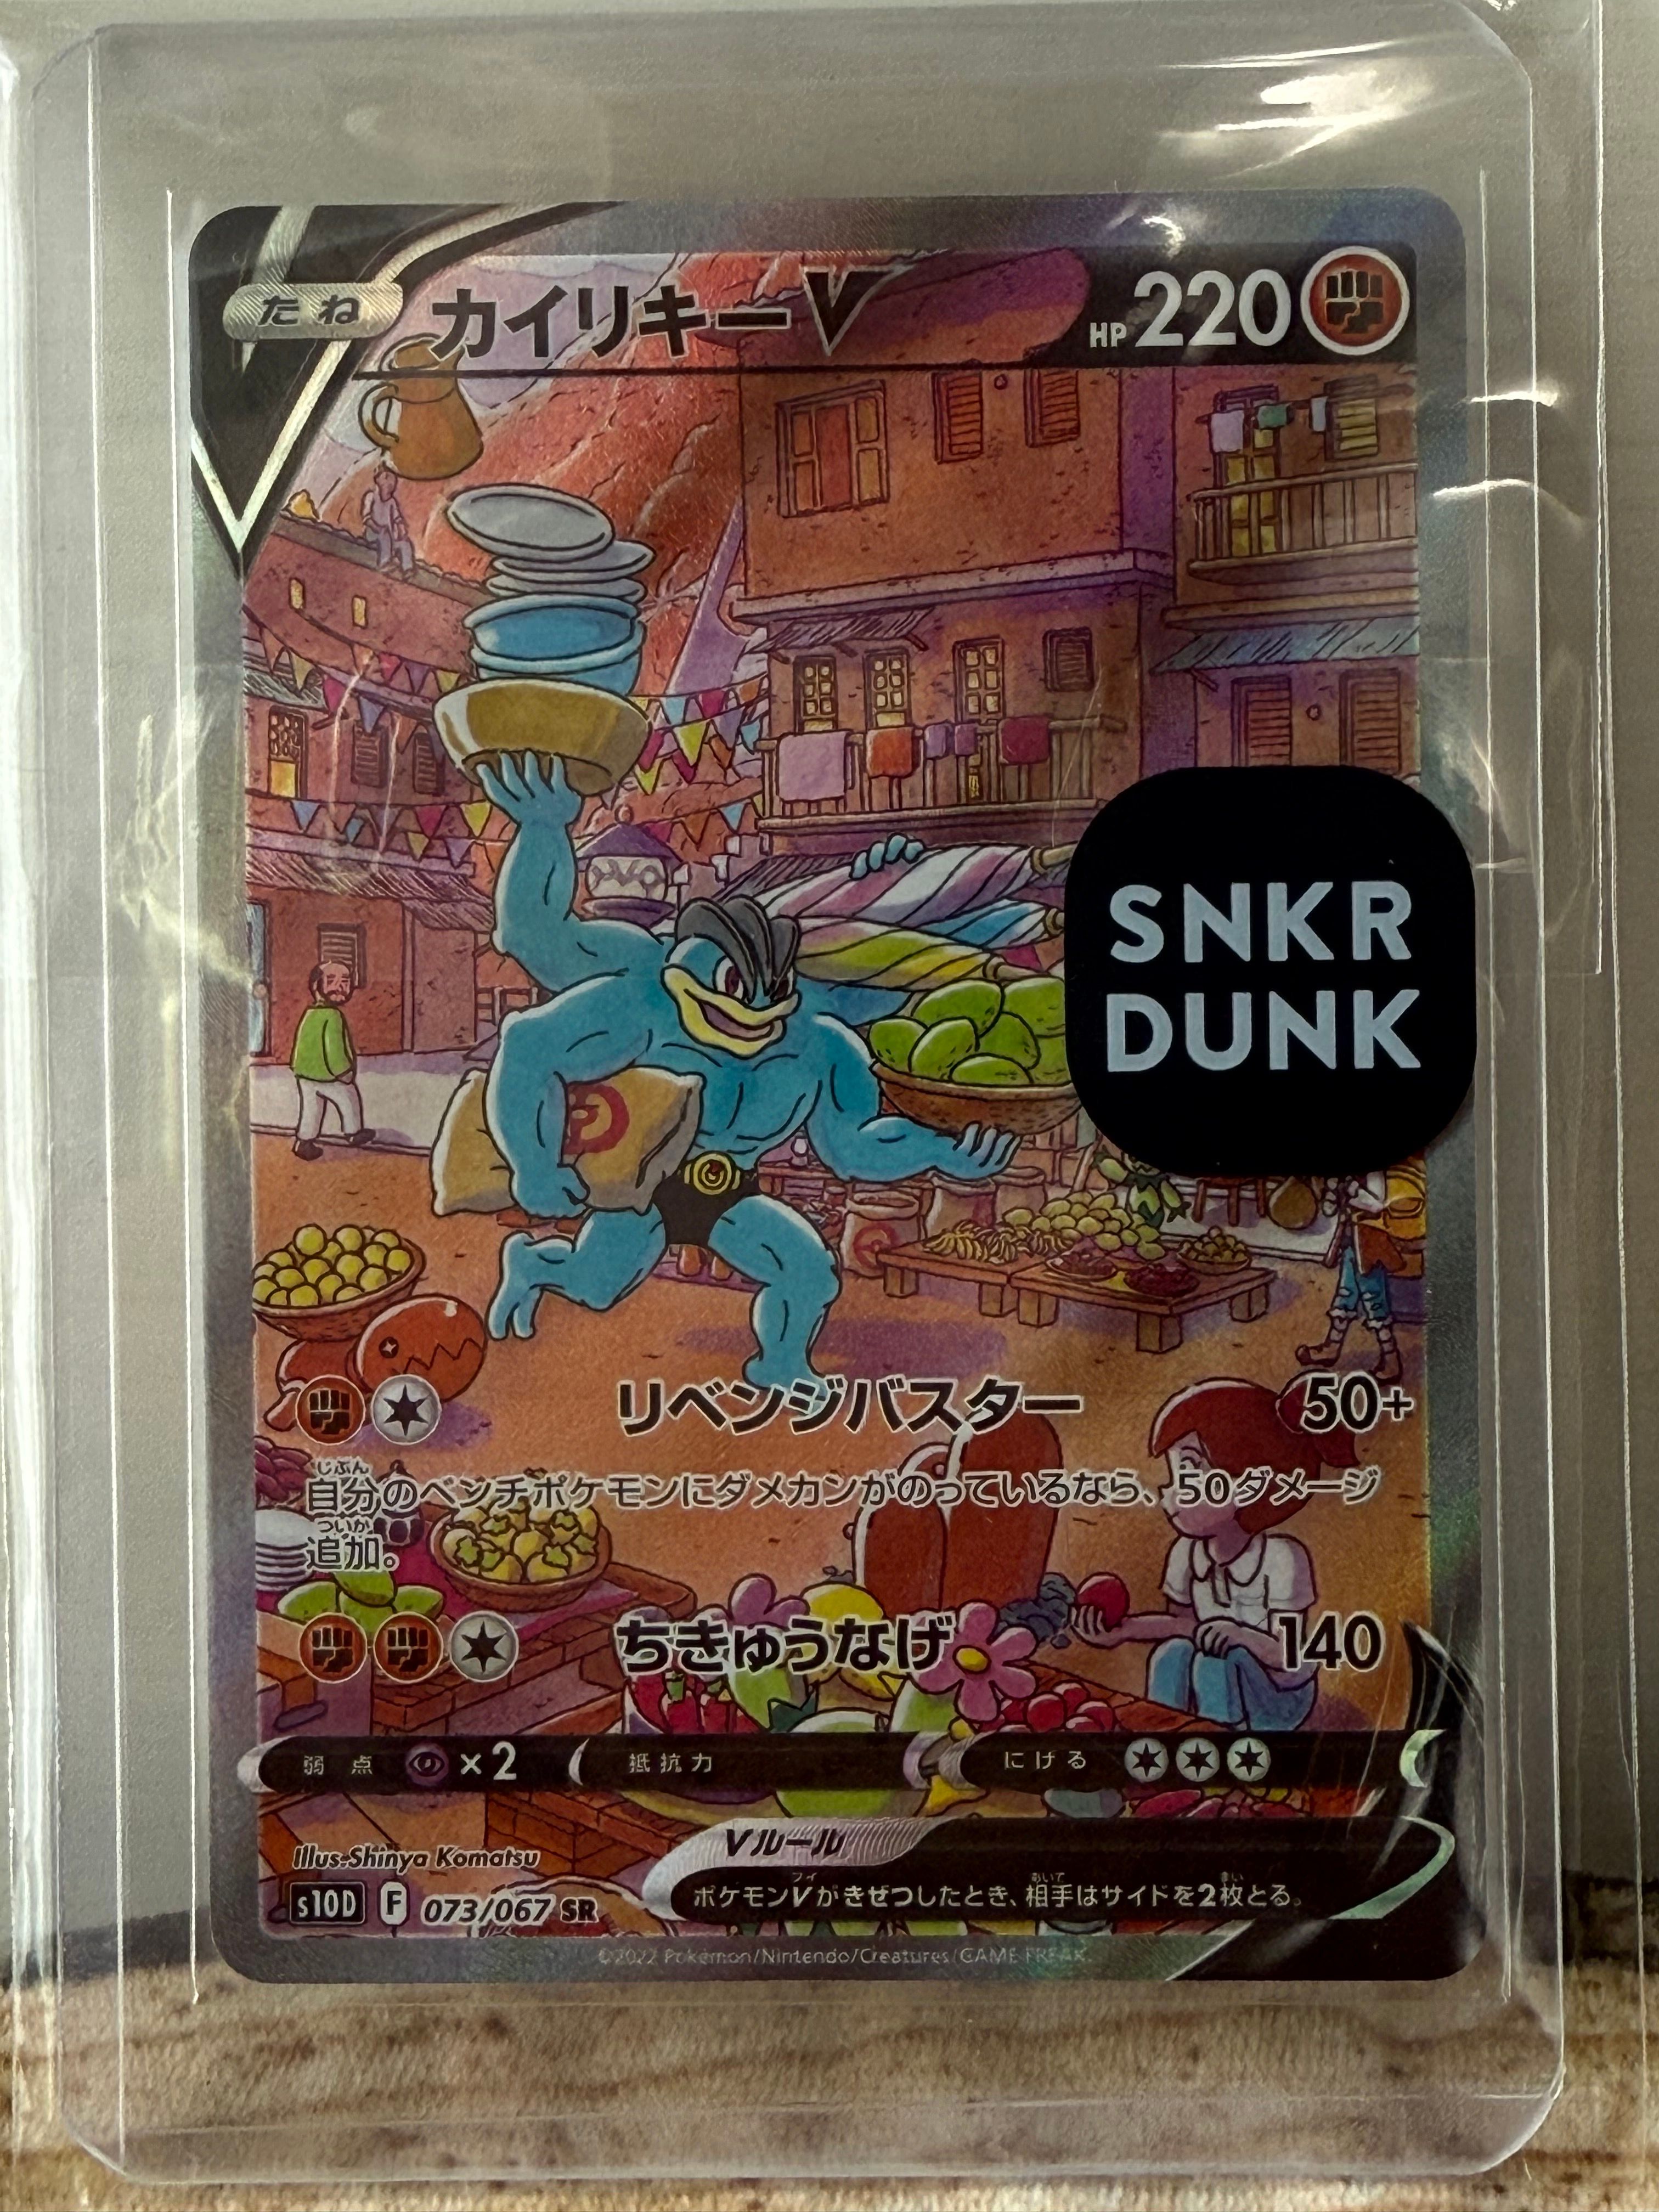 たね カイリキーV HP 220
SNKR
DUNK
リベンジバスター 50+
自分のベンチポケモンにダメカンがのっているなら、50ダメージ
追加。
ちきゅうなげ 140
弱点 ×2 抵抗力 にげる
Vルール
ポケモンVがきぜつしたとき、相手はサイドを2枚とる。
Illus. Shinya Komatsu
s10D F 073/067 SR
©2022 Pokémon/Nintendo/Creatures/GAME FREAK.